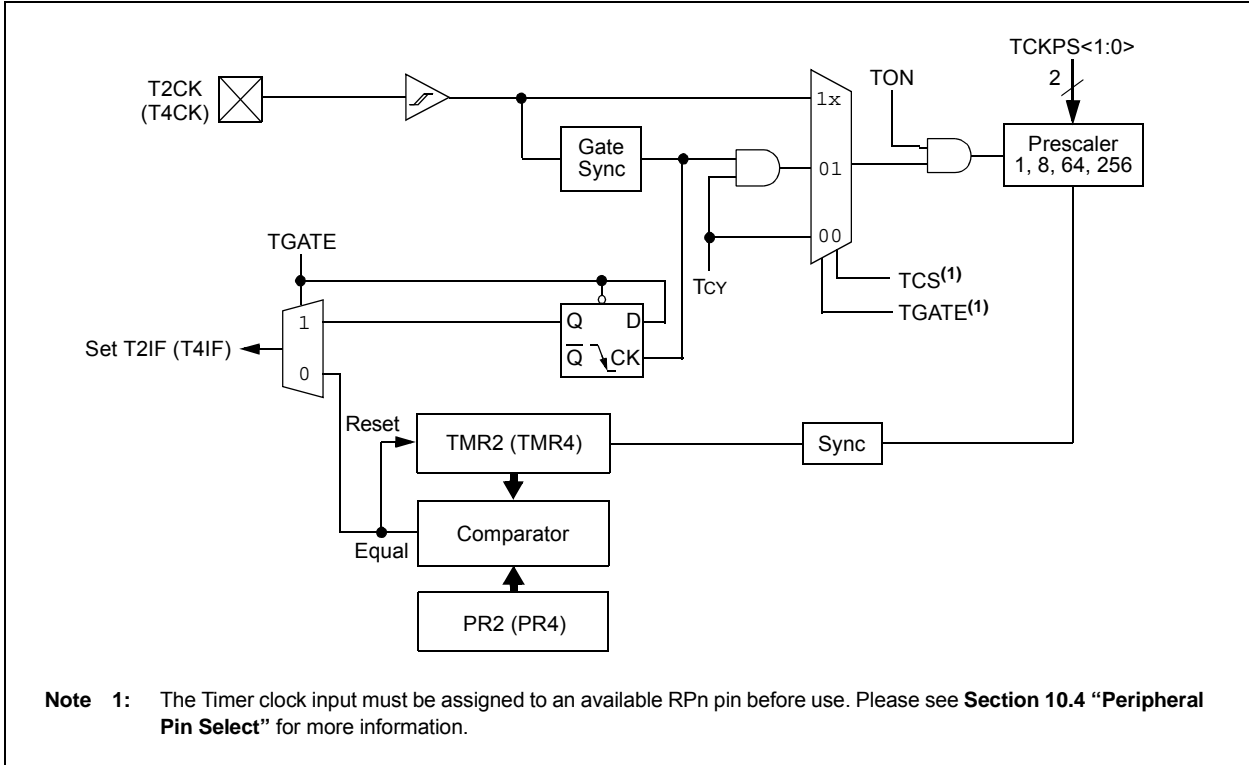 TCKPS<1:0>
2
TON
T2CK
(T4CK)
1x
Gate
Sync
01
Prescaler
1, 8, 64, 256
00
TCY
TCS(1)
TGATE(1)
TGATE
1
0
Q D
Q CK
Set T2IF (T4IF)
Reset
TMR2 (TMR4)
Sync
Comparator
Equal
PR2 (PR4)
Note 1: The Timer clock input must be assigned to an available RPn pin before use. Please see Section 10.4 “Peripheral
Pin Select” for more information.